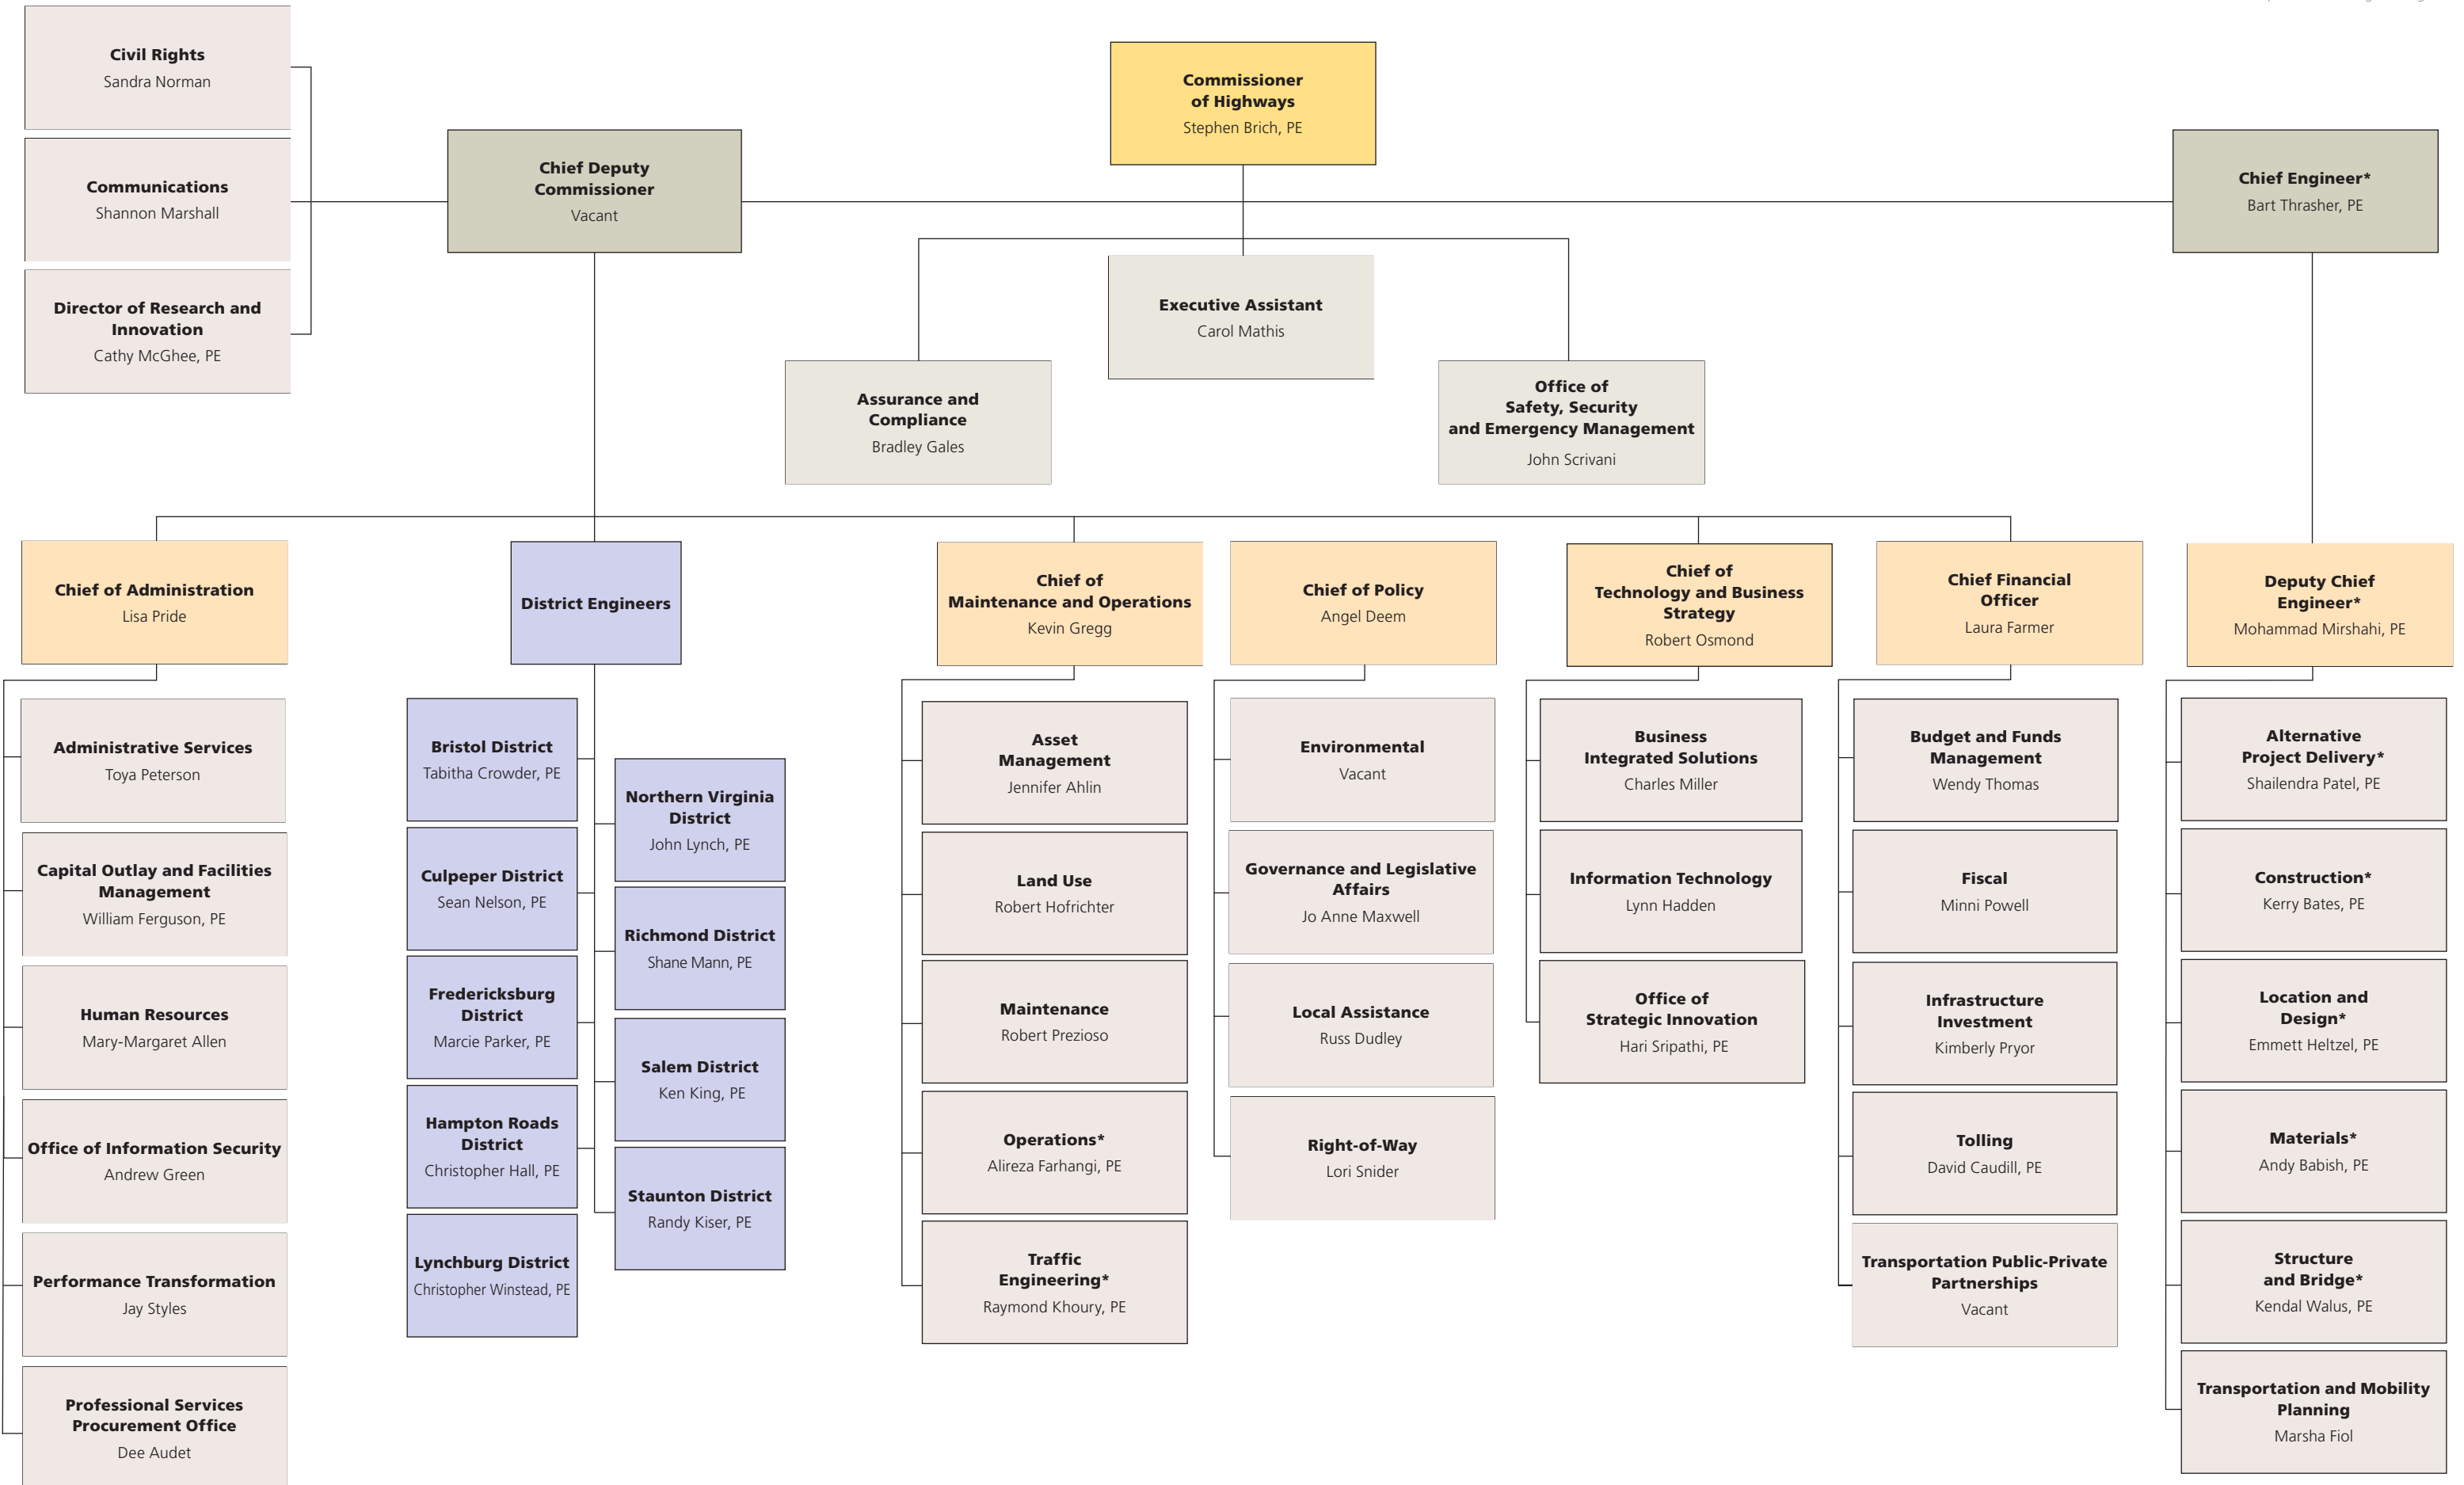 Civil Rights
Sandra Norman
Communications
Shannon Marshall
Director of Research and
Innovation
Cathy McGhee, PE
Chief Deputy
Commissioner
Vacant
Commissioner
of Highways
Stephen Brich, PE
Chief Engineer*
Bart Thrasher, PE
Executive Assistant
Carol Mathis
Assurance and
Compliance
Bradley Gales
Office of
Safety, Security
and Emergency Management
John Scrivani
Chief of Administration
Lisa Pride
Administrative Services
Toya Peterson
Capital Outlay and Facilities
Management
William Ferguson, PE
Human Resources
Mary-Margaret Allen
Office of Information Security
Andrew Green
Performance Transformation
Jay Styles
Professional Services
Procurement Office
Dee Audet
District Engineers
Bristol District
Tabitha Crowder, PE
Culpeper District
Sean Nelson, PE
Fredericksburg
District
Marcie Parker, PE
Hampton Roads
District
Christopher Hall, PE
Lynchburg District
Christopher Winstead, PE
Northern Virginia
District
John Lynch, PE
Richmond District
Shane Mann, PE
Salem District
Ken King, PE
Staunton District
Randy Kiser, PE
Chief of
Maintenance and Operations
Kevin Gregg
Asset
Management
Jennifer Ahlin
Land Use
Robert Hofrichter
Maintenance
Robert Prezioso
Operations*
Alireza Farhangi, PE
Traffic
Engineering*
Raymond Khoury, PE
Chief of Policy
Angel Deem
Environmental
Vacant
Governance and Legislative
Affairs
Jo Anne Maxwell
Local Assistance
Russ Dudley
Right-of-Way
Lori Snider
Chief of
Technology and Business
Strategy
Robert Osmond
Business
Integrated Solutions
Charles Miller
Information Technology
Lynn Hadden
Office of
Strategic Innovation
Hari Sripathi, PE
Chief Financial
Officer
Laura Farmer
Budget and Funds
Management
Wendy Thomas
Fiscal
Minni Powell
Infrastructure
Investment
Kimberly Pryor
Tolling
David Caudill, PE
Transportation Public-Private
Partnerships
Vacant
Deputy Chief
Engineer*
Mohammad Mirshahi, PE
Alternative
Project Delivery*
Shailendra Patel, PE
Construction*
Kerry Bates, PE
Location and
Design*
Emmett Heltzel, PE
Materials*
Andy Babish, PE
Structure
and Bridge*
Kendal Walus, PE
Transportation and Mobility
Planning
Marsha Fiol